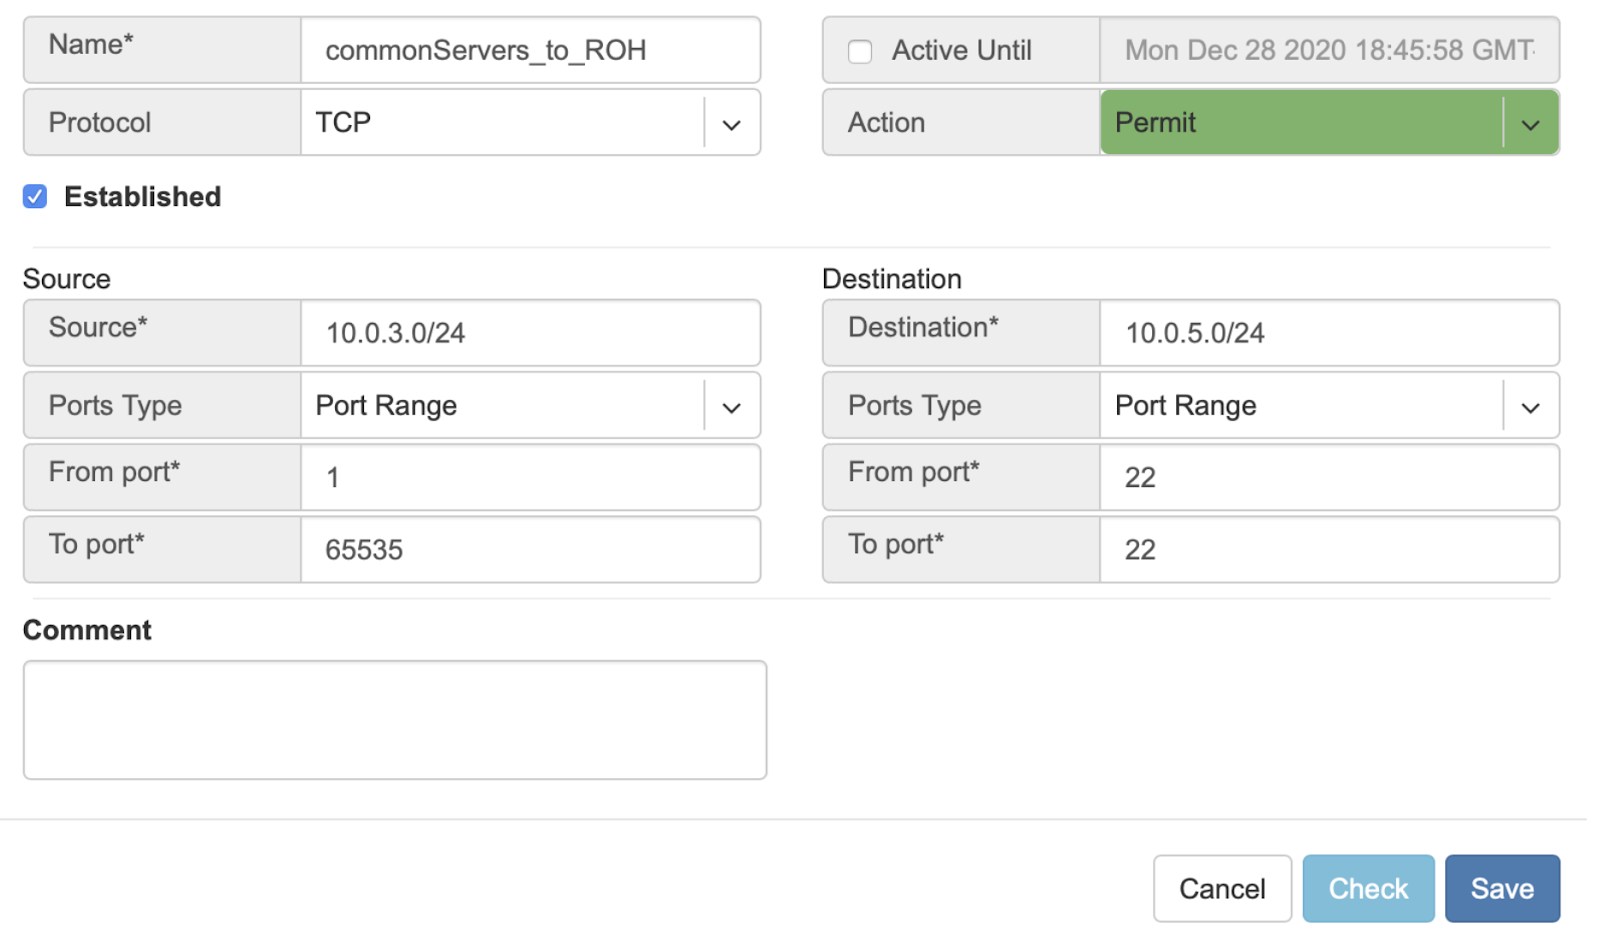 Name* commonServers_to_ROH
Active Until Mon Dec 28 2020 18:45:58 GMT-
Protocol TCP
Action Permit
Established
Source
Source* 10.0.3.0/24
Ports Type Port Range
From port* 1
To port* 65535
Destination
Destination* 10.0.5.0/24
Ports Type Port Range
From port* 22
To port* 22
Comment
Cancel Check Save